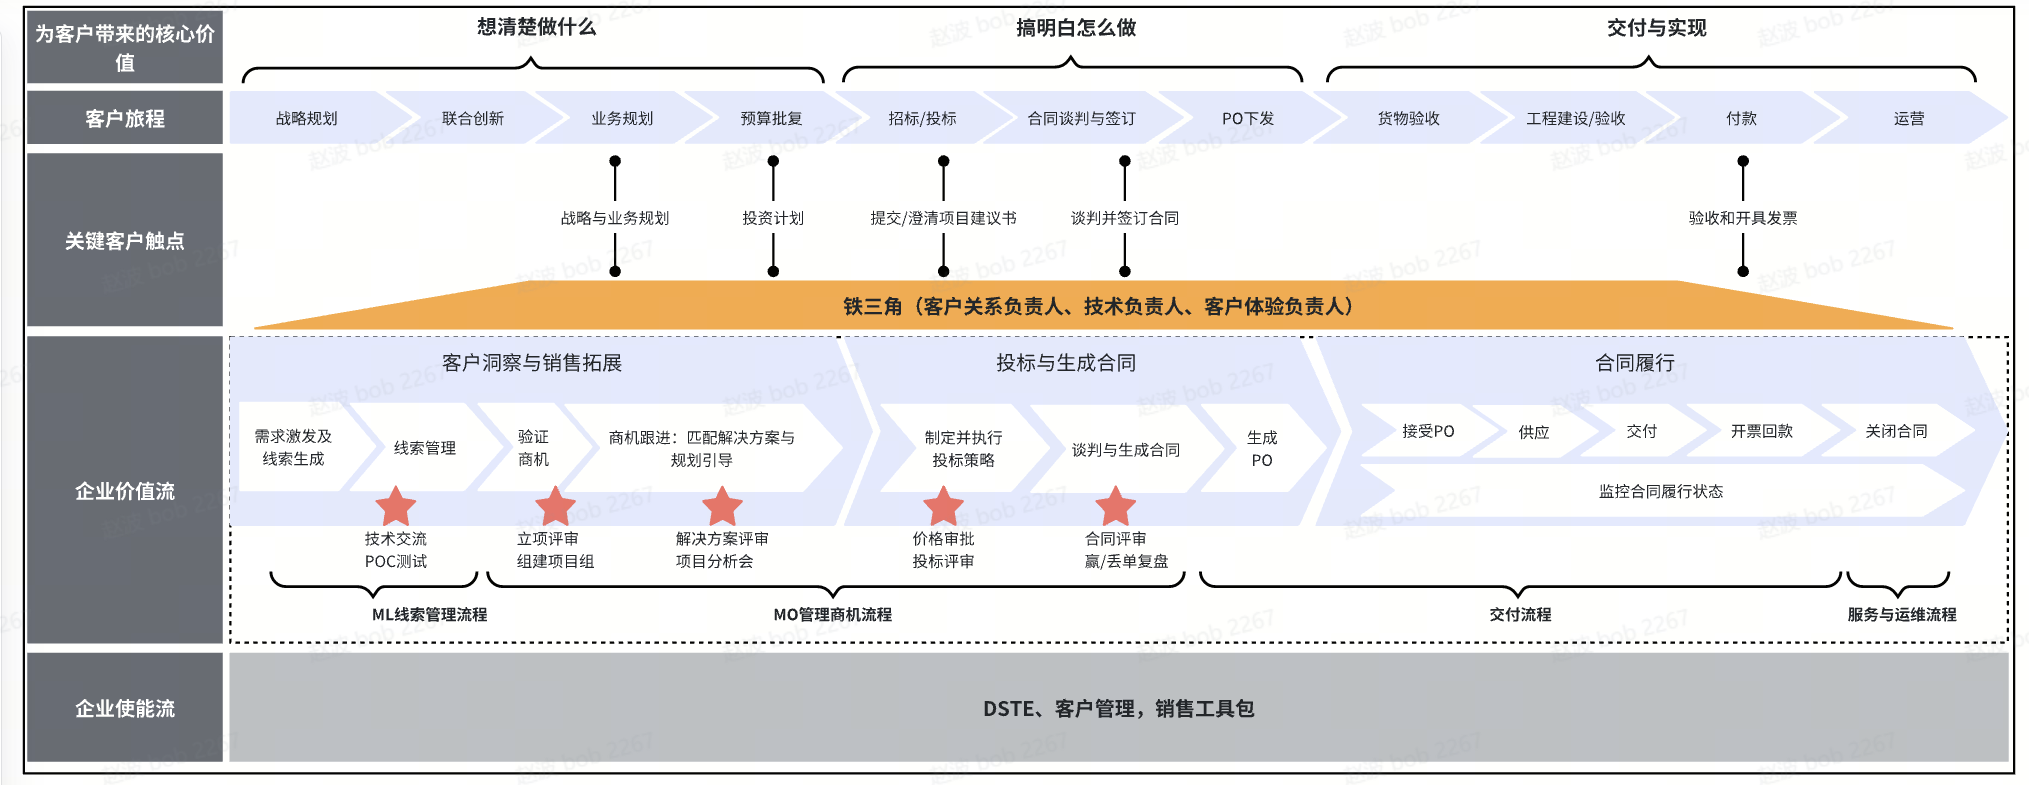 为客户带来的核心价
值
想清楚做什么
搞明白怎么做
交付与实现
客户旅程
战略规划
联合创新
业务规划
预算批复
招标/投标
合同谈判与签订
PO下发
货物验收
工程建设/验收
付款
运营
关键客户触点
战略与业务规划
投资计划
提交/澄清项目建议书
谈判并签订合同
验收和开具发票
铁三角（客户关系负责人、技术负责人、客户体验负责人）
企业价值流
客户洞察与销售拓展
投标与生成合同
合同履行
需求激发及
线索生成
线索管理
验证
商机
商机跟进：匹配解决方案与
规划引导
制定并执行
投标策略
谈判与生成合同
生成
PO
接受PO
供应
交付
开票回款
关闭合同
监控合同履行状态
技术交流
POC测试
立项评审
组建项目组
解决方案评审
项目分析会
价格审批
投标评审
合同评审
赢/丢单复盘
ML线索管理流程
MO管理商机流程
交付流程
服务与运维流程
企业使能流
DSTE、客户管理，销售工具包
赵波 bob 2267